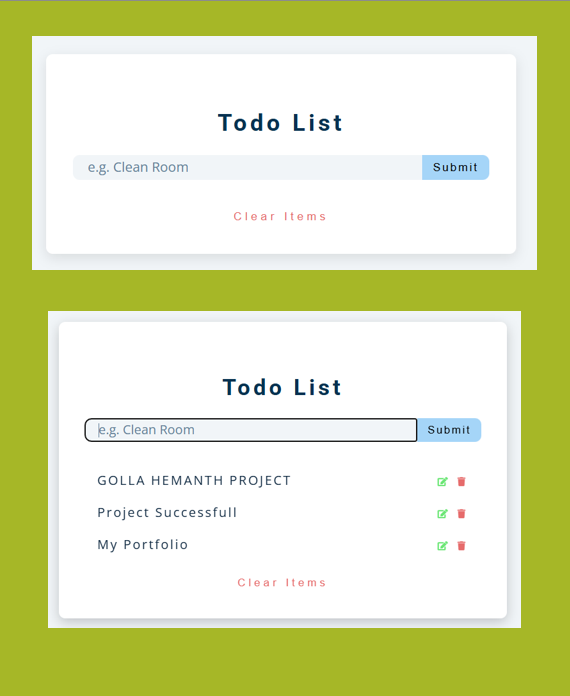 Todo List
e.g. Clean Room
Submit
Clear Items
Todo List
e.g. Clean Room
Submit
GOLLA HEMANTH PROJECT
Project Successfull
My Portfolio
Clear Items